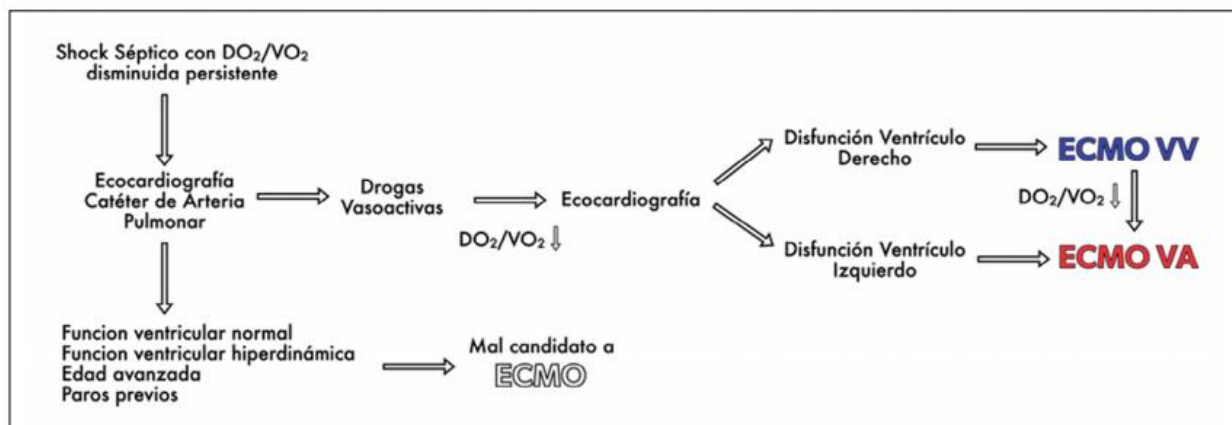 Shock Séptico con DO₂/VO₂
disminuida persistente
Ecocardiografía
Catéter de Arteria
Pulmonar
Drogas
Vasoactivas
DO₂/VO₂
Ecocardiografía
Disfunción Ventrículo
Derecho
ECMO VV
DO₂/VO₂
Disfunción Ventrículo
Izquierdo
ECMO VA
Funcion ventricular normal
Funcion ventricular hiperdinámica
Edad avanzada
Paros previos
Mal candidato a
ECMO